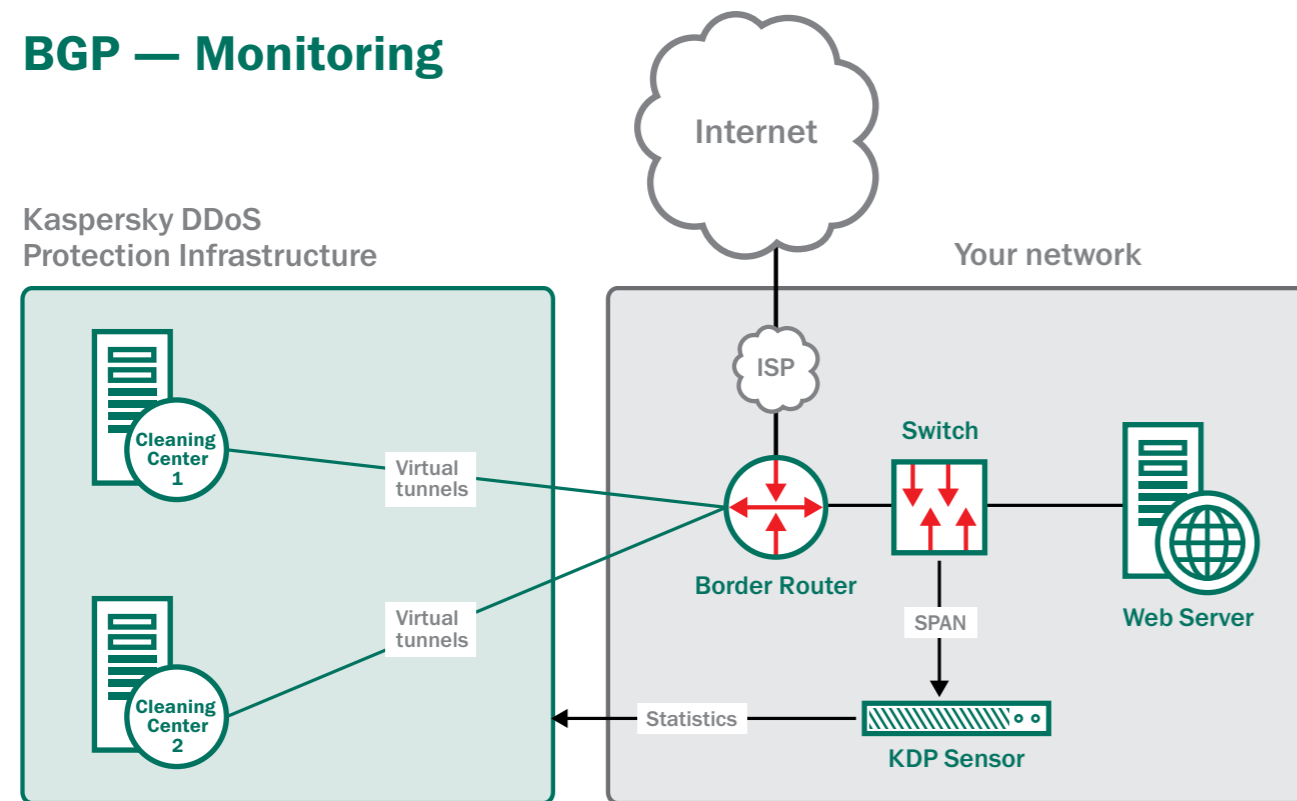 BGP — Monitoring
Internet
Kaspersky DDoS
Protection Infrastructure
Your network
ISP
Cleaning
Center
1
Virtual
tunnels
Switch
Border Router
Web Server
SPAN
Cleaning
Center
2
Virtual
tunnels
Statistics
KDP Sensor